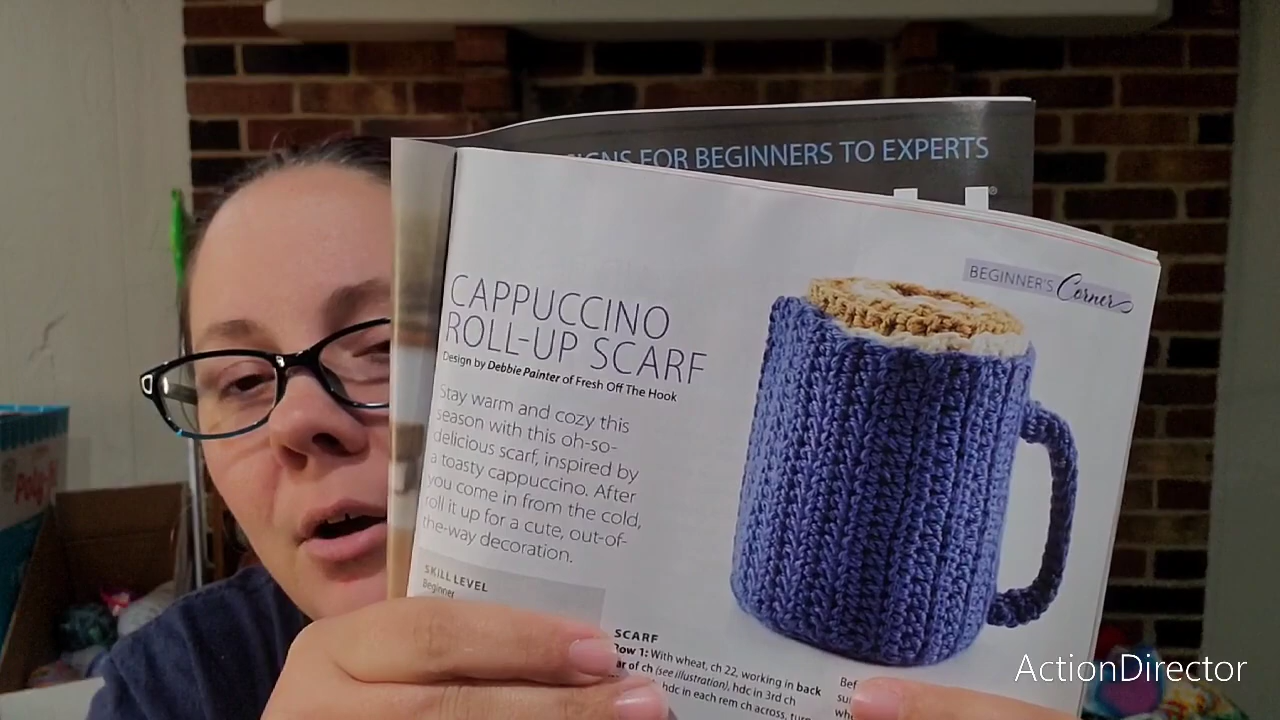 FOR BEGINNERS TO EXPERTS
BEGINNER'S Corner
CAPPUCCINO
ROLL-UP SCARF
Design by Debbie Painter of Fresh Off The Hook
Stay warm and cozy this
season with this oh-so-
delicious scarf, inspired by
a toasty cappuccino. After
you come in from the cold,
roll it up for a cute, out-of-
the-way decoration.
SKILL LEVEL
Beginner
SCARF
Row 1: With wheat, ch 22, working in back
of ch (see illustration), hdc in 3rd ch
hdc in each rem ch across,
ActionDirector